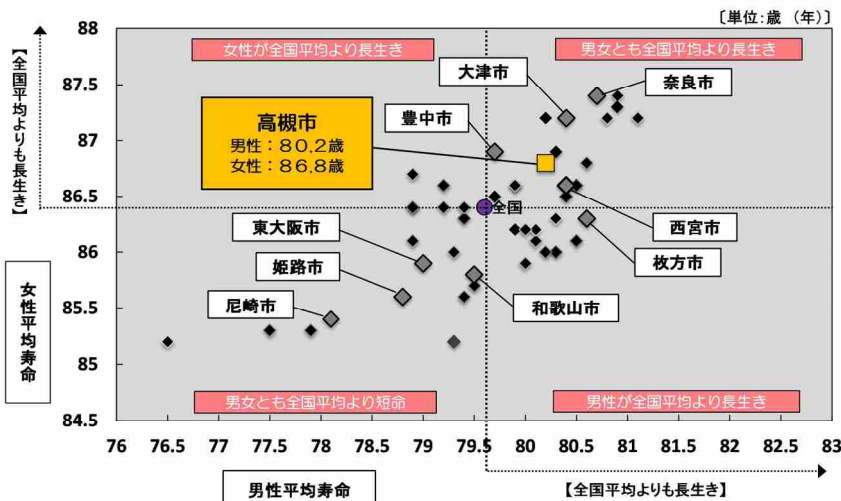 〔単位：歳　（年）〕
【全国平均よりも長生き】
女性平均寿命
88
87.5
87
86.5
86
85.5
85
84.5
女性が全国平均より長生き
男女とも全国平均より長生き
大津市
奈良市
豊中市
高槻市
男性：８０.２歳
女性：８６.８歳
全国
東大阪市
西宮市
姫路市
枚方市
尼崎市
和歌山市
男女とも全国平均より短命
男性が全国平均より長生き
76 76.5 77 77.5 78 78.5 79 79.5 80 80.5 81 81.5 82 82.5 83
男性平均寿命
【全国平均よりも長生き】